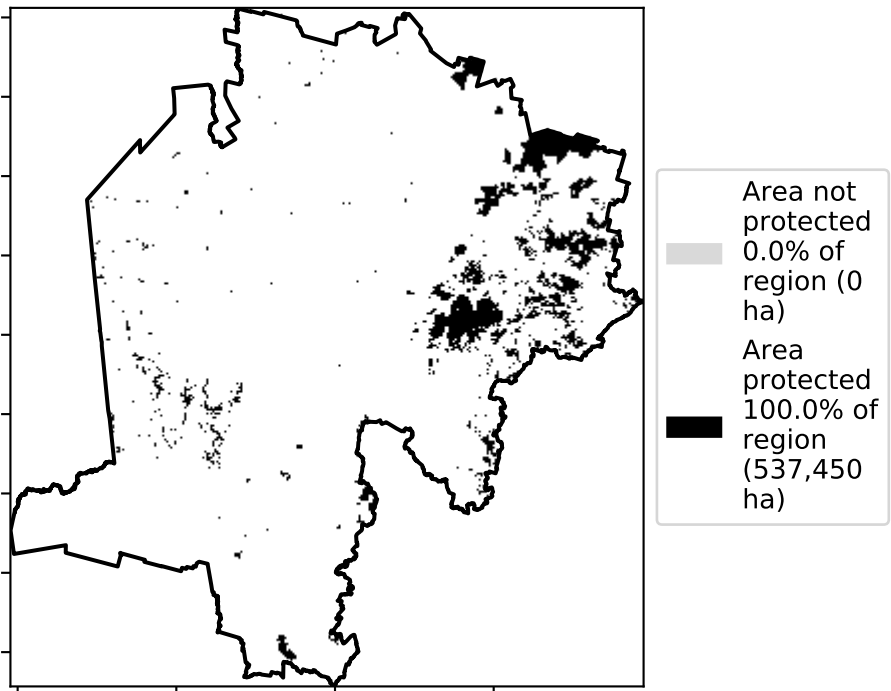 Area not
protected
0.0% of
region (0
ha)
Area
protected
100.0% of
region
(537,450
ha)